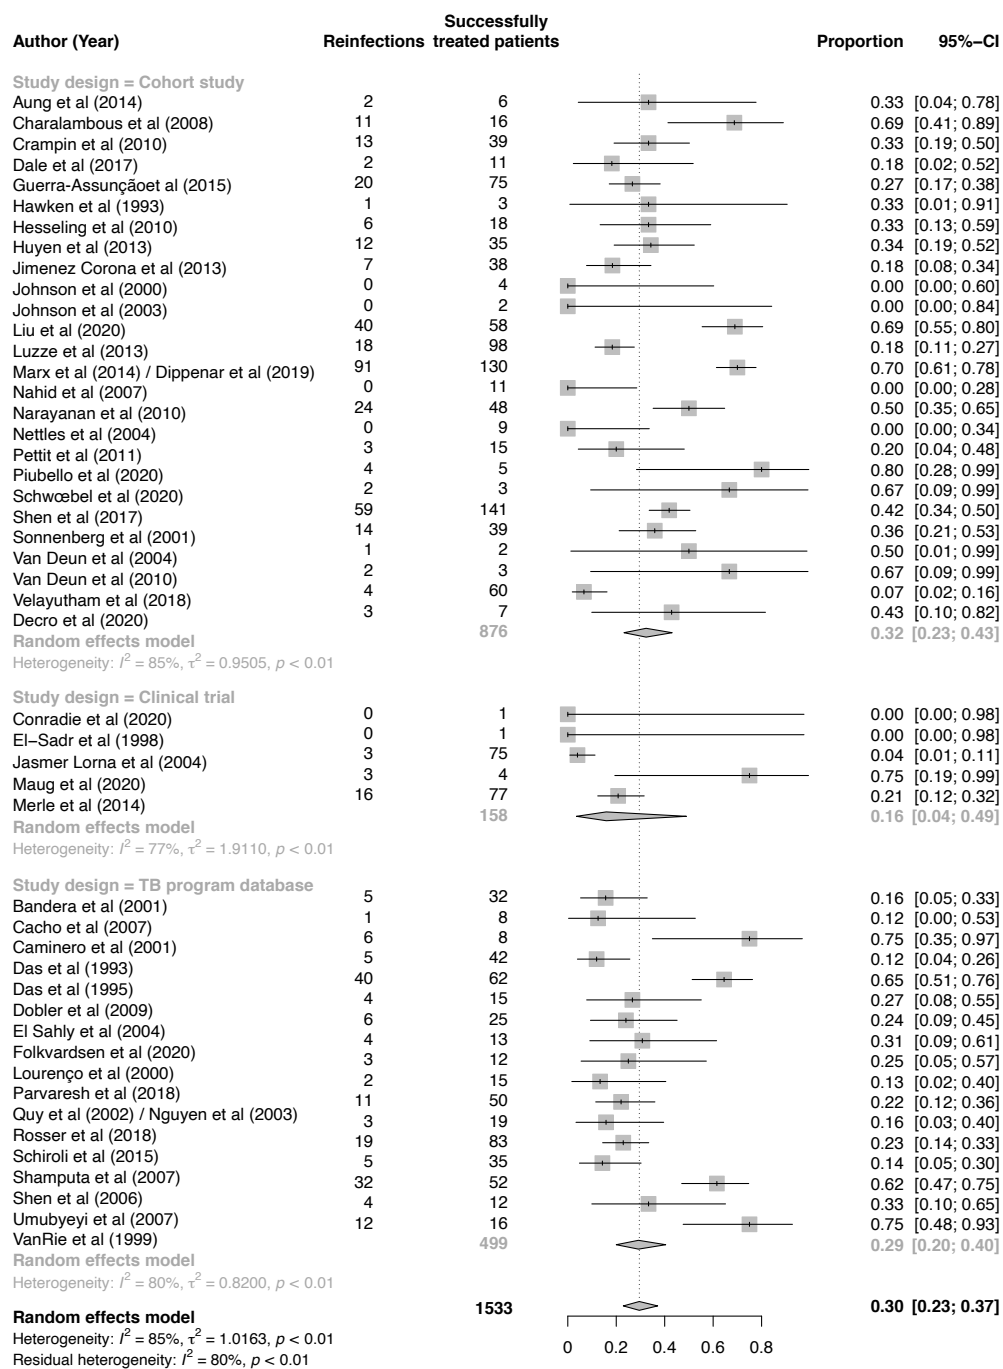 Author (Year) Reinfections Successfully treated patients Proportion 95%–CI
Study design = Cohort study
Aung et al (2014) 2 6 0.33 [0.04; 0.78]
Charalambous et al (2008) 11 16 0.69 [0.41; 0.89]
Crampin et al (2010) 13 39 0.33 [0.19; 0.50]
Dale et al (2017) 2 11 0.18 [0.02; 0.52]
Guerra-Assunçãoet al (2015) 20 75 0.27 [0.17; 0.38]
Hawken et al (1993) 1 3 0.33 [0.01; 0.91]
Hesseling et al (2010) 6 18 0.33 [0.13; 0.59]
Huyen et al (2013) 12 35 0.34 [0.19; 0.52]
Jimenez Corona et al (2013) 7 38 0.18 [0.08; 0.34]
Johnson et al (2000) 0 4 0.00 [0.00; 0.60]
Johnson et al (2003) 0 2 0.00 [0.00; 0.84]
Liu et al (2020) 40 58 0.69 [0.55; 0.80]
Luzze et al (2013) 18 98 0.18 [0.11; 0.27]
Marx et al (2014) / Dippenar et al (2019) 91 130 0.70 [0.61; 0.78]
Nahid et al (2007) 0 11 0.00 [0.00; 0.28]
Narayanan et al (2010) 24 48 0.50 [0.35; 0.65]
Nettles et al (2004) 0 9 0.00 [0.00; 0.34]
Pettit et al (2011) 3 15 0.20 [0.04; 0.48]
Piubello et al (2020) 4 5 0.80 [0.28; 0.99]
Schwœbel et al (2020) 2 3 0.67 [0.09; 0.99]
Shen et al (2017) 59 141 0.42 [0.34; 0.50]
Sonnenberg et al (2001) 14 39 0.36 [0.21; 0.53]
Van Deun et al (2004) 1 2 0.50 [0.01; 0.99]
Van Deun et al (2010) 2 3 0.67 [0.09; 0.99]
Velayutham et al (2018) 4 60 0.07 [0.02; 0.16]
Decro et al (2020) 3 7 0.43 [0.10; 0.82]
Random effects model 876 0.32 [0.23; 0.43]
Heterogeneity: I² = 85%, τ² = 0.9505, p < 0.01
Study design = Clinical trial
Conradie et al (2020) 0 1 0.00 [0.00; 0.98]
El−Sadr et al (1998) 0 1 0.00 [0.00; 0.98]
Jasmer Lorna et al (2004) 3 75 0.04 [0.01; 0.11]
Maug et al (2020) 3 4 0.75 [0.19; 0.99]
Merle et al (2014) 16 77 0.21 [0.12; 0.32]
Random effects model 158 0.16 [0.04; 0.49]
Heterogeneity: I² = 77%, τ² = 1.9110, p < 0.01
Study design = TB program database
Bandera et al (2001) 5 32 0.16 [0.05; 0.33]
Cacho et al (2007) 1 8 0.12 [0.00; 0.53]
Caminero et al (2001) 6 8 0.75 [0.35; 0.97]
Das et al (1993) 5 42 0.12 [0.04; 0.26]
Das et al (1995) 40 62 0.65 [0.51; 0.76]
Dobler et al (2009) 4 15 0.27 [0.08; 0.55]
El Sahly et al (2004) 6 25 0.24 [0.09; 0.45]
Folkvardsen et al (2020) 4 13 0.31 [0.09; 0.61]
Lourenço et al (2000) 3 12 0.25 [0.05; 0.57]
Parvaresh et al (2018) 2 15 0.13 [0.02; 0.40]
Quy et al (2002) / Nguyen et al (2003) 11 50 0.22 [0.12; 0.36]
Rosser et al (2018) 3 19 0.16 [0.03; 0.40]
Schiroli et al (2015) 19 83 0.23 [0.14; 0.33]
Shamputa et al (2007) 5 35 0.14 [0.05; 0.30]
Shen et al (2006) 32 52 0.62 [0.47; 0.75]
Umubyeyi et al (2007) 4 12 0.33 [0.10; 0.65]
VanRie et al (1999) 12 16 0.75 [0.48; 0.93]
Random effects model 499 0.29 [0.20; 0.40]
Heterogeneity: I² = 80%, τ² = 0.8200, p < 0.01
Random effects model 1533 0.30 [0.23; 0.37]
Heterogeneity: I² = 85%, τ² = 1.0163, p < 0.01
Residual heterogeneity: I² = 80%, p < 0.01
0 0.2 0.4 0.6 0.8